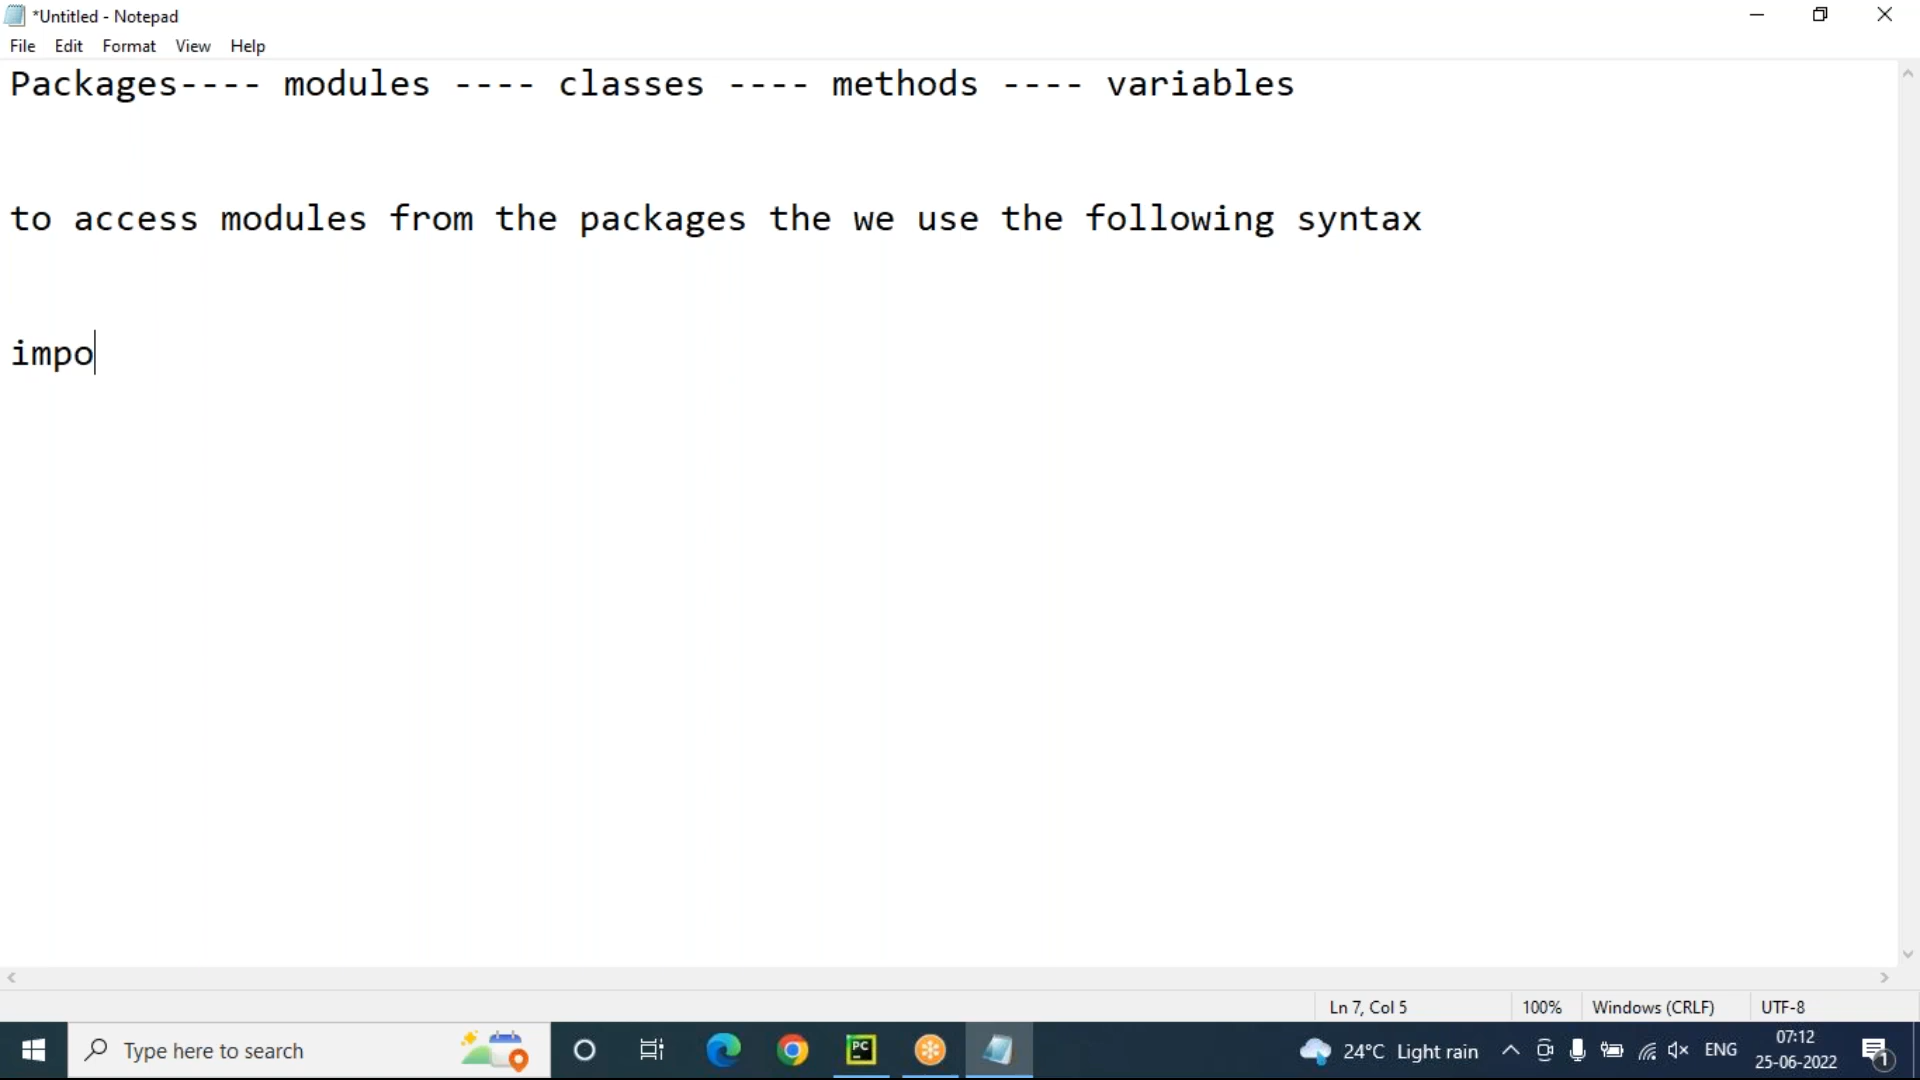 *Untitled - Notepad
File Edit Format View Help
Packages---- modules ---- classes ---- methods ---- variables
to access modules from the packages the we use the following syntax
impo
Ln 7, Col 5 100% Windows (CRLF) UTF-8
Type here to search
PC
24°C Light rain
ENG
07:12
25-06-2022
1